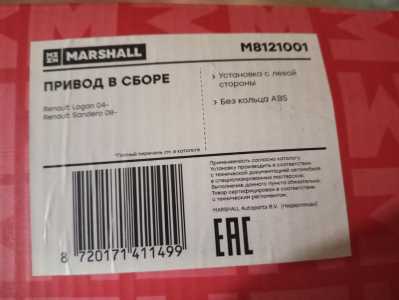 MARSHALL
M8121001
ПРИВОД В СБОРЕ
Renault Logan 04-
Renault Sandero 08-
> Установка с левой
стороны
> Без кольца ABS
*Полный перечень см. в каталоге
Применяемость согласно каталогу.
Установку производить в соответствии
с технической документацией автомобиля
в специализированных мастерских.
Выполнение данного пункта обязательно.
Товар сертифицирован в соответствии
с техническим регламентом.
MARSHALL Autoparts B.V. (Нидерланды)
EAC
8 720171 411499